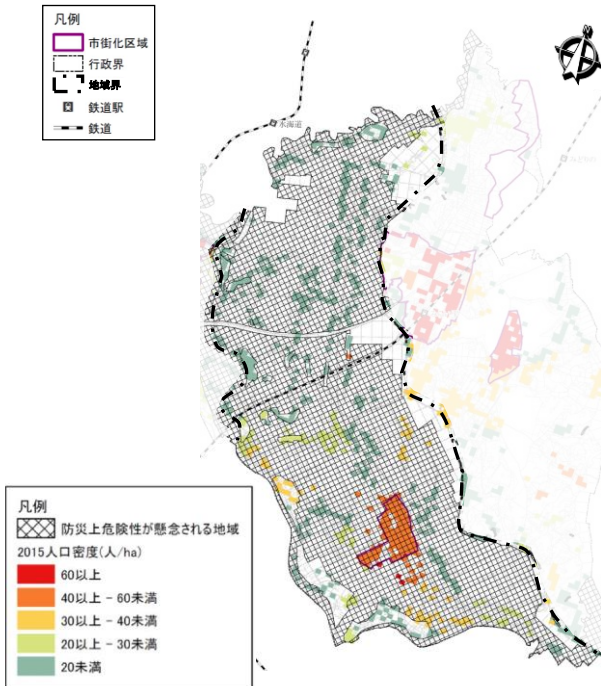 凡例
市街化区域
行政界
地域界
鉄道駅
鉄道
水海道
凡例
防災上危険性が懸念される地域
2015人口密度(人/ha)
60以上
40以上 - 60未満
30以上 - 40未満
20以上 - 30未満
20未満